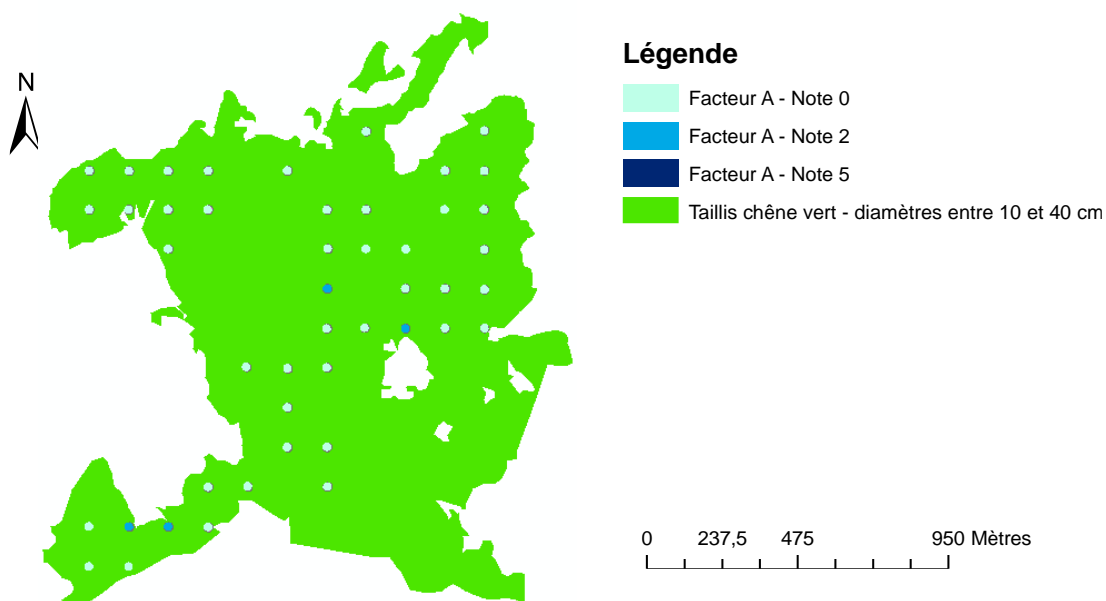 N
Légende
Facteur A - Note 0
Facteur A - Note 2
Facteur A - Note 5
Taillis chêne vert - diamètres entre 10 et 40 cm
0 237,5 475 950 Mètres